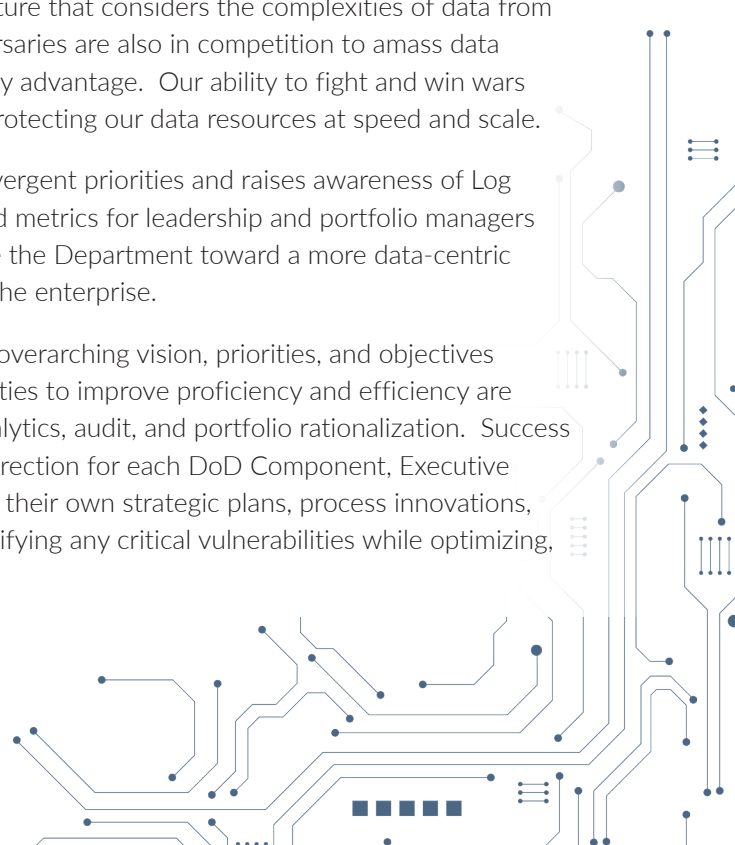 ture that considers the complexities of data from
rsaries are also in competition to amass data
y advantage.  Our ability to fight and win wars
rotecting our data resources at speed and scale.
vergent priorities and raises awareness of Log
d metrics for leadership and portfolio managers
e the Department toward a more data-centric
he enterprise.
overarching vision, priorities, and objectives
ties to improve proficiency and efficiency are
lytics, audit, and portfolio rationalization.  Success
rection for each DoD Component, Executive
their own strategic plans, process innovations,
ifying any critical vulnerabilities while optimizing,